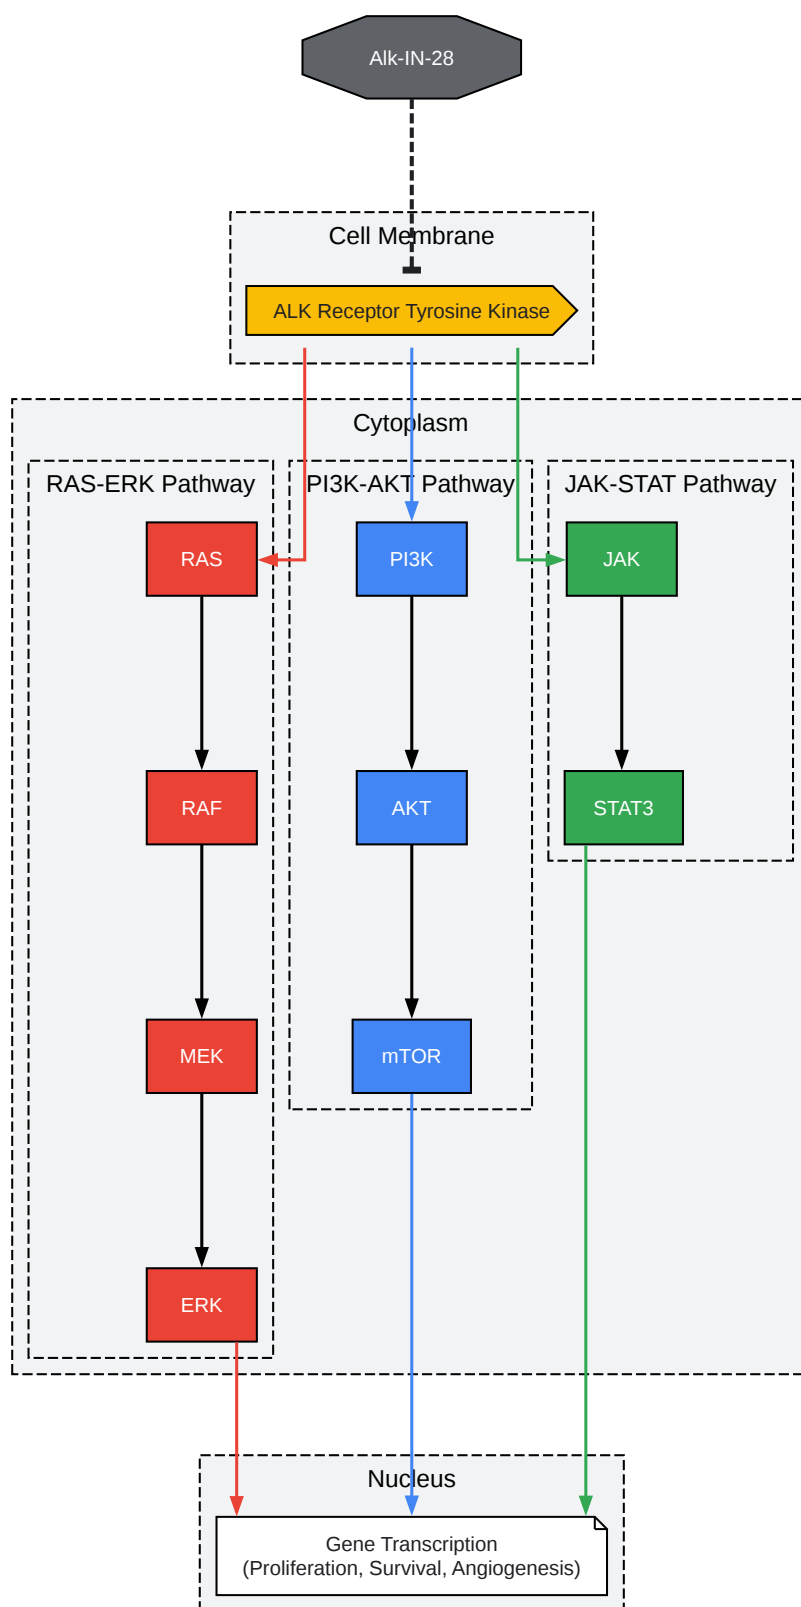 Alk-IN-28
Cell Membrane
ALK Receptor Tyrosine Kinase
Cytoplasm
RAS-ERK Pathway
PI3K-AKT Pathway
JAK-STAT Pathway
RAS
PI3K
JAK
RAF
AKT
STAT3
MEK
mTOR
ERK
Nucleus
Gene Transcription
(Proliferation, Survival, Angiogenesis)